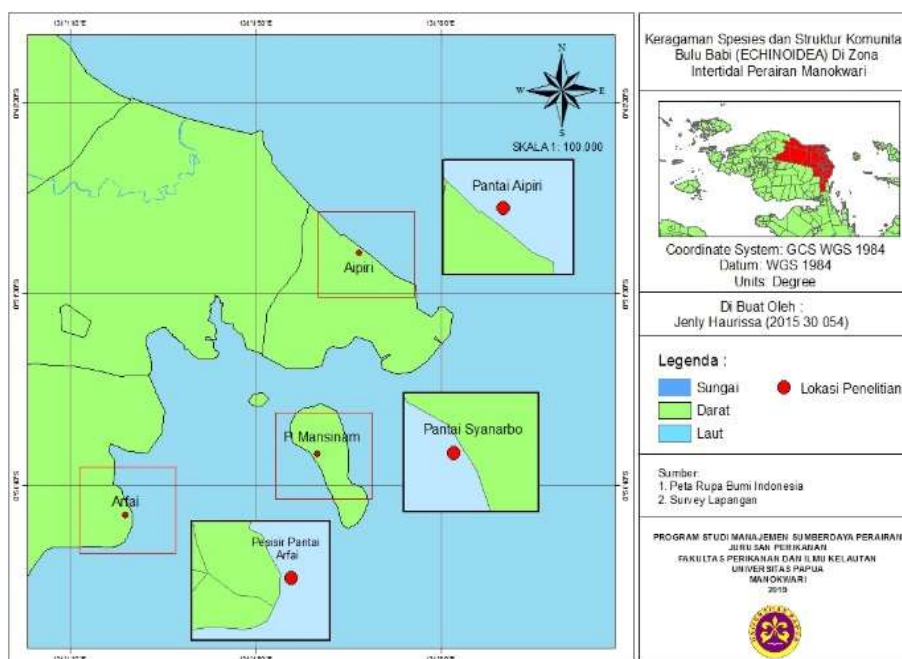 N
W E
S
SKALA 1: 100.000
Pantai Aipiri
Aipiri
Pantai Syanarbo
P. Mansinam
Arfai
Pesisir Pantai
Arfai
Keragaman Spesies dan Struktur Komunita
Bulu Babi (ECHINOIDEA) Di Zona
Intertidal Perairan Manokwari
Coordinate System: GCS WGS 1984
Datum: WGS 1984
Units: Degree
Di Buat Oleh :
Jenly Haurissa (2015 30 054)
Legenda :
Sungai
Lokasi Penelitian
Darat
Laut
Sumber:
1. Peta Rupa Bumi Indonesia
2. Survey Lapangan
PROGRAM STUDI MANAJEMEN SUMBERDAYA PERAIRAN
JURUSAN PERIKANAN
FAKULTAS PERIKANAN DAN ILMU KELAUTAN
UNIVERSITAS PAPUA
MANOKWARI
2019